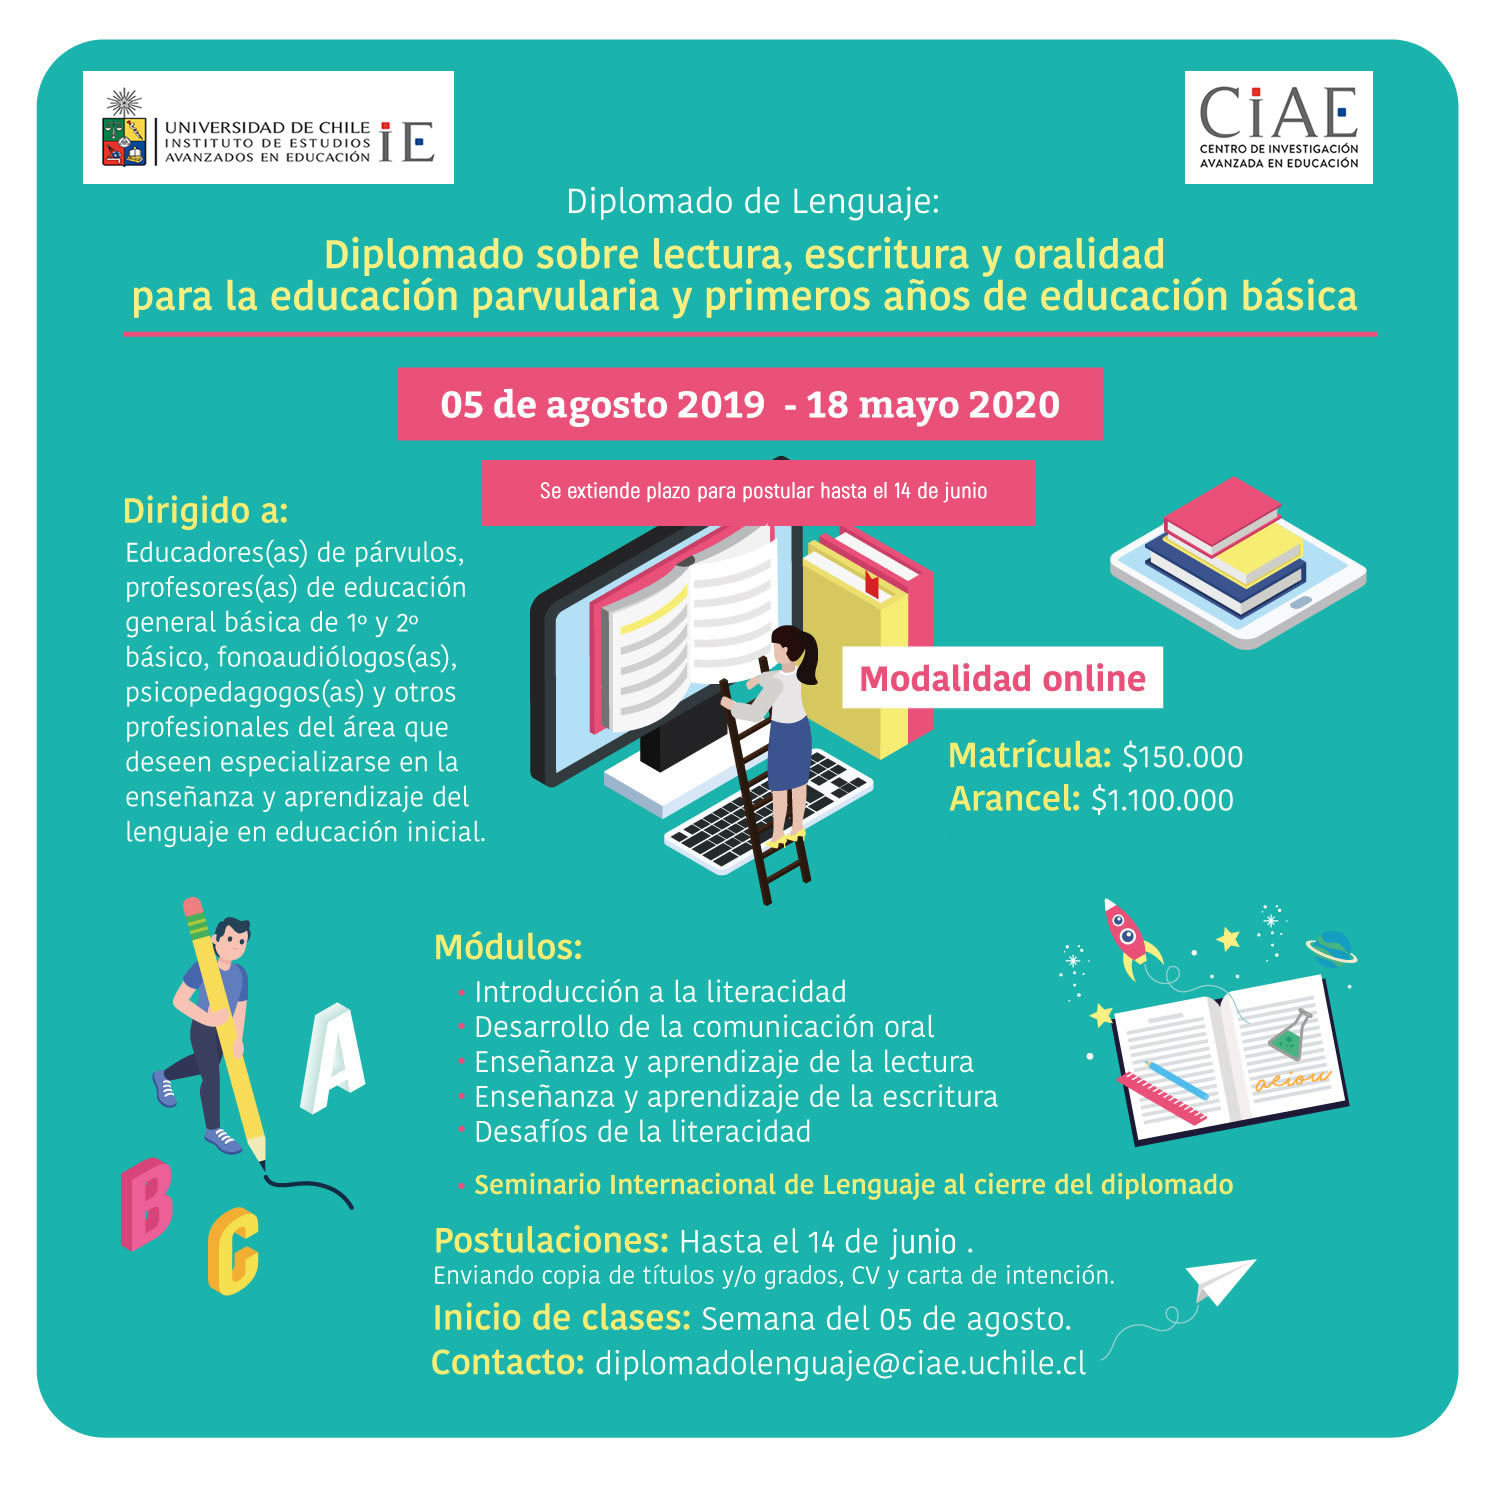 UNIVERSIDAD DE CHILE
INSTITUTO DE ESTUDIOS
AVANZADOS EN EDUCACIÓN
iE
CiAE
CENTRO DE INVESTIGACIÓN
AVANZADA EN EDUCACIÓN
Diplomado de Lenguaje:
Diplomado sobre lectura, escritura y oralidad
para la educación parvularia y primeros años de educación básica
05 de agosto 2019 - 18 mayo 2020
Se extiende plazo para postular hasta el 14 de junio
Dirigido a:
Educadores(as) de párvulos,
profesores(as) de educación
general básica de 1º y 2º
básico, fonoaudiólogos(as),
psicopedagogos(as) y otros
profesionales del área que
deseen especializarse en la
enseñanza y aprendizaje del
lenguaje en educación inicial.
Modalidad online
Matrícula: $150.000
Arancel: $1.100.000
A
B
C
Módulos:
• Introducción a la literacidad
• Desarrollo de la comunicación oral
• Enseñanza y aprendizaje de la lectura
• Enseñanza y aprendizaje de la escritura
• Desafíos de la literacidad
• Seminario Internacional de Lenguaje al cierre del diplomado
aeiou
Postulaciones: Hasta el 14 de junio .
Enviando copia de títulos y/o grados, CV y carta de intención.
Inicio de clases: Semana del 05 de agosto.
Contacto: diplomadolenguaje@ciae.uchile.cl